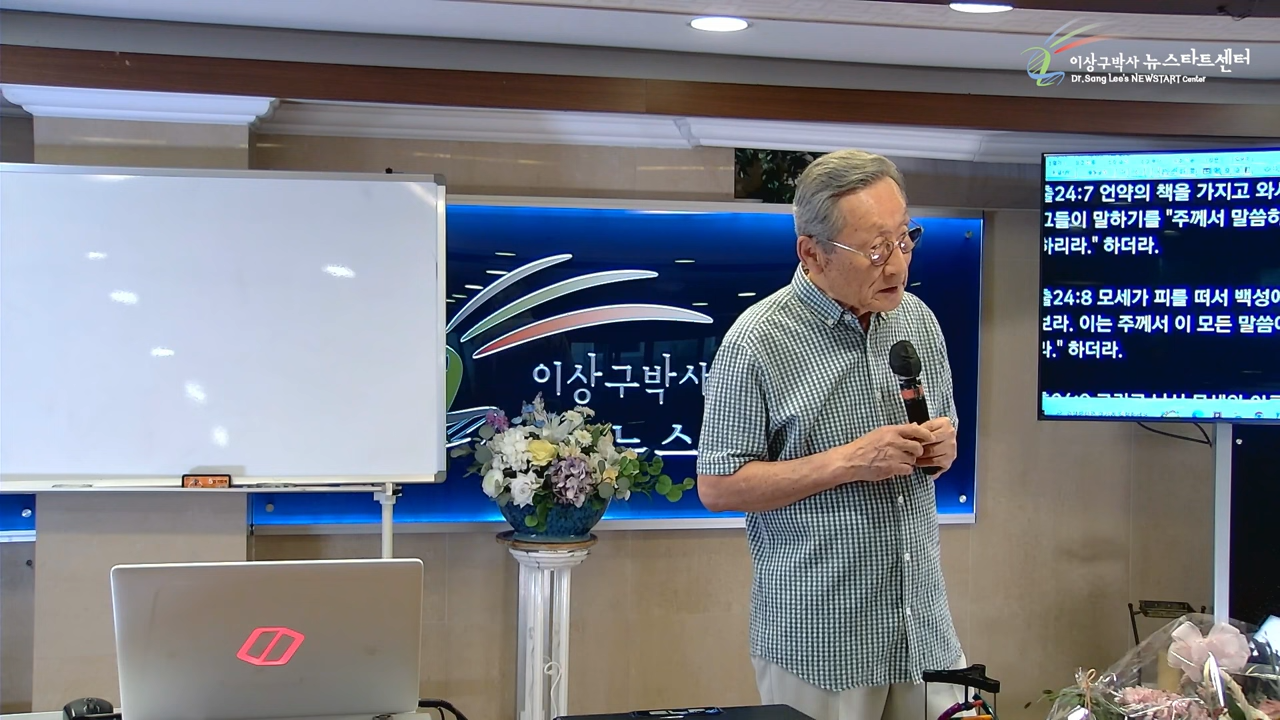 이상구박사 뉴스타트센터
Dr. Sang Lee's NEWSTART Center
출24:7 언약의 책을 가지고 와서
그들이 말하기를 "주께서 말씀하
하리라." 하더라.
출24:8 모세가 피를 떠서 백성에
보라. 이는 주께서 이 모든 말씀에
라." 하더라.
이상구박사
뉴스